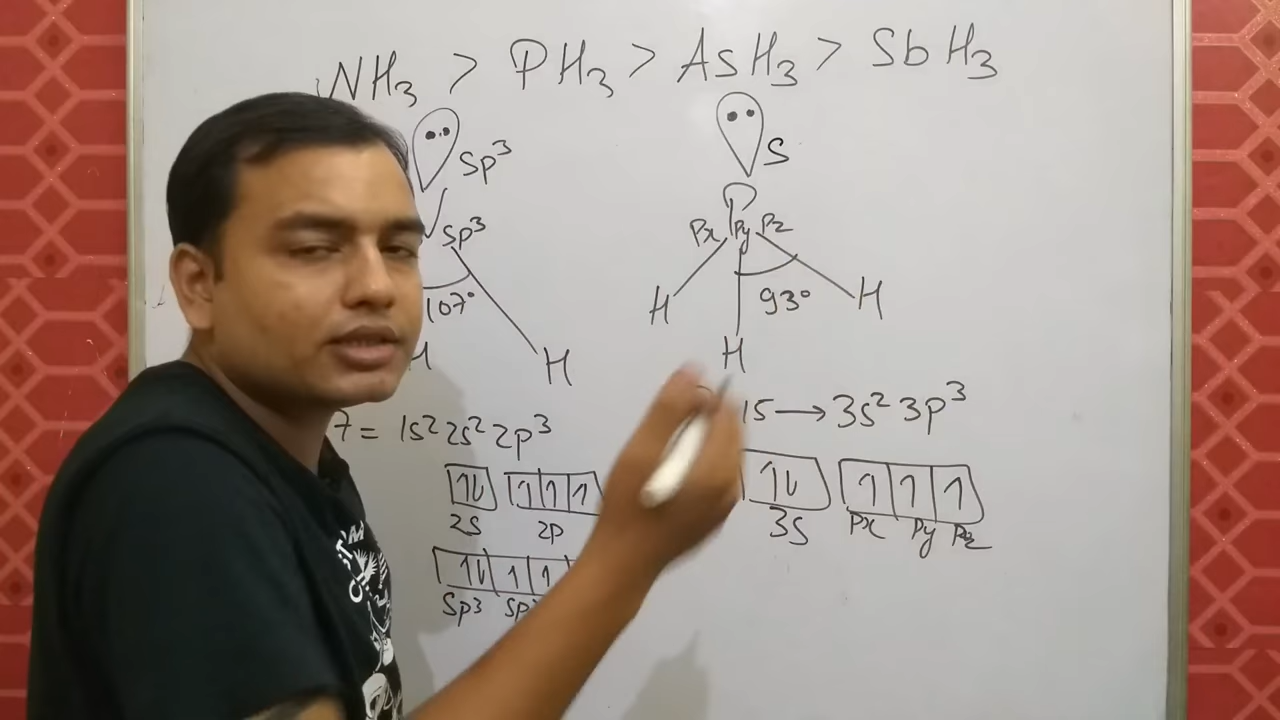 NH3 > PH3 > AsH3 > SbH3
Sp3
S
Sp3
P
Px Py Pz
107°
93°
H H H
H H
7 = 1s2 2s2 2p3
15 → 3s2 3p3
2s 2p
3s Px Py Pz
Sp3